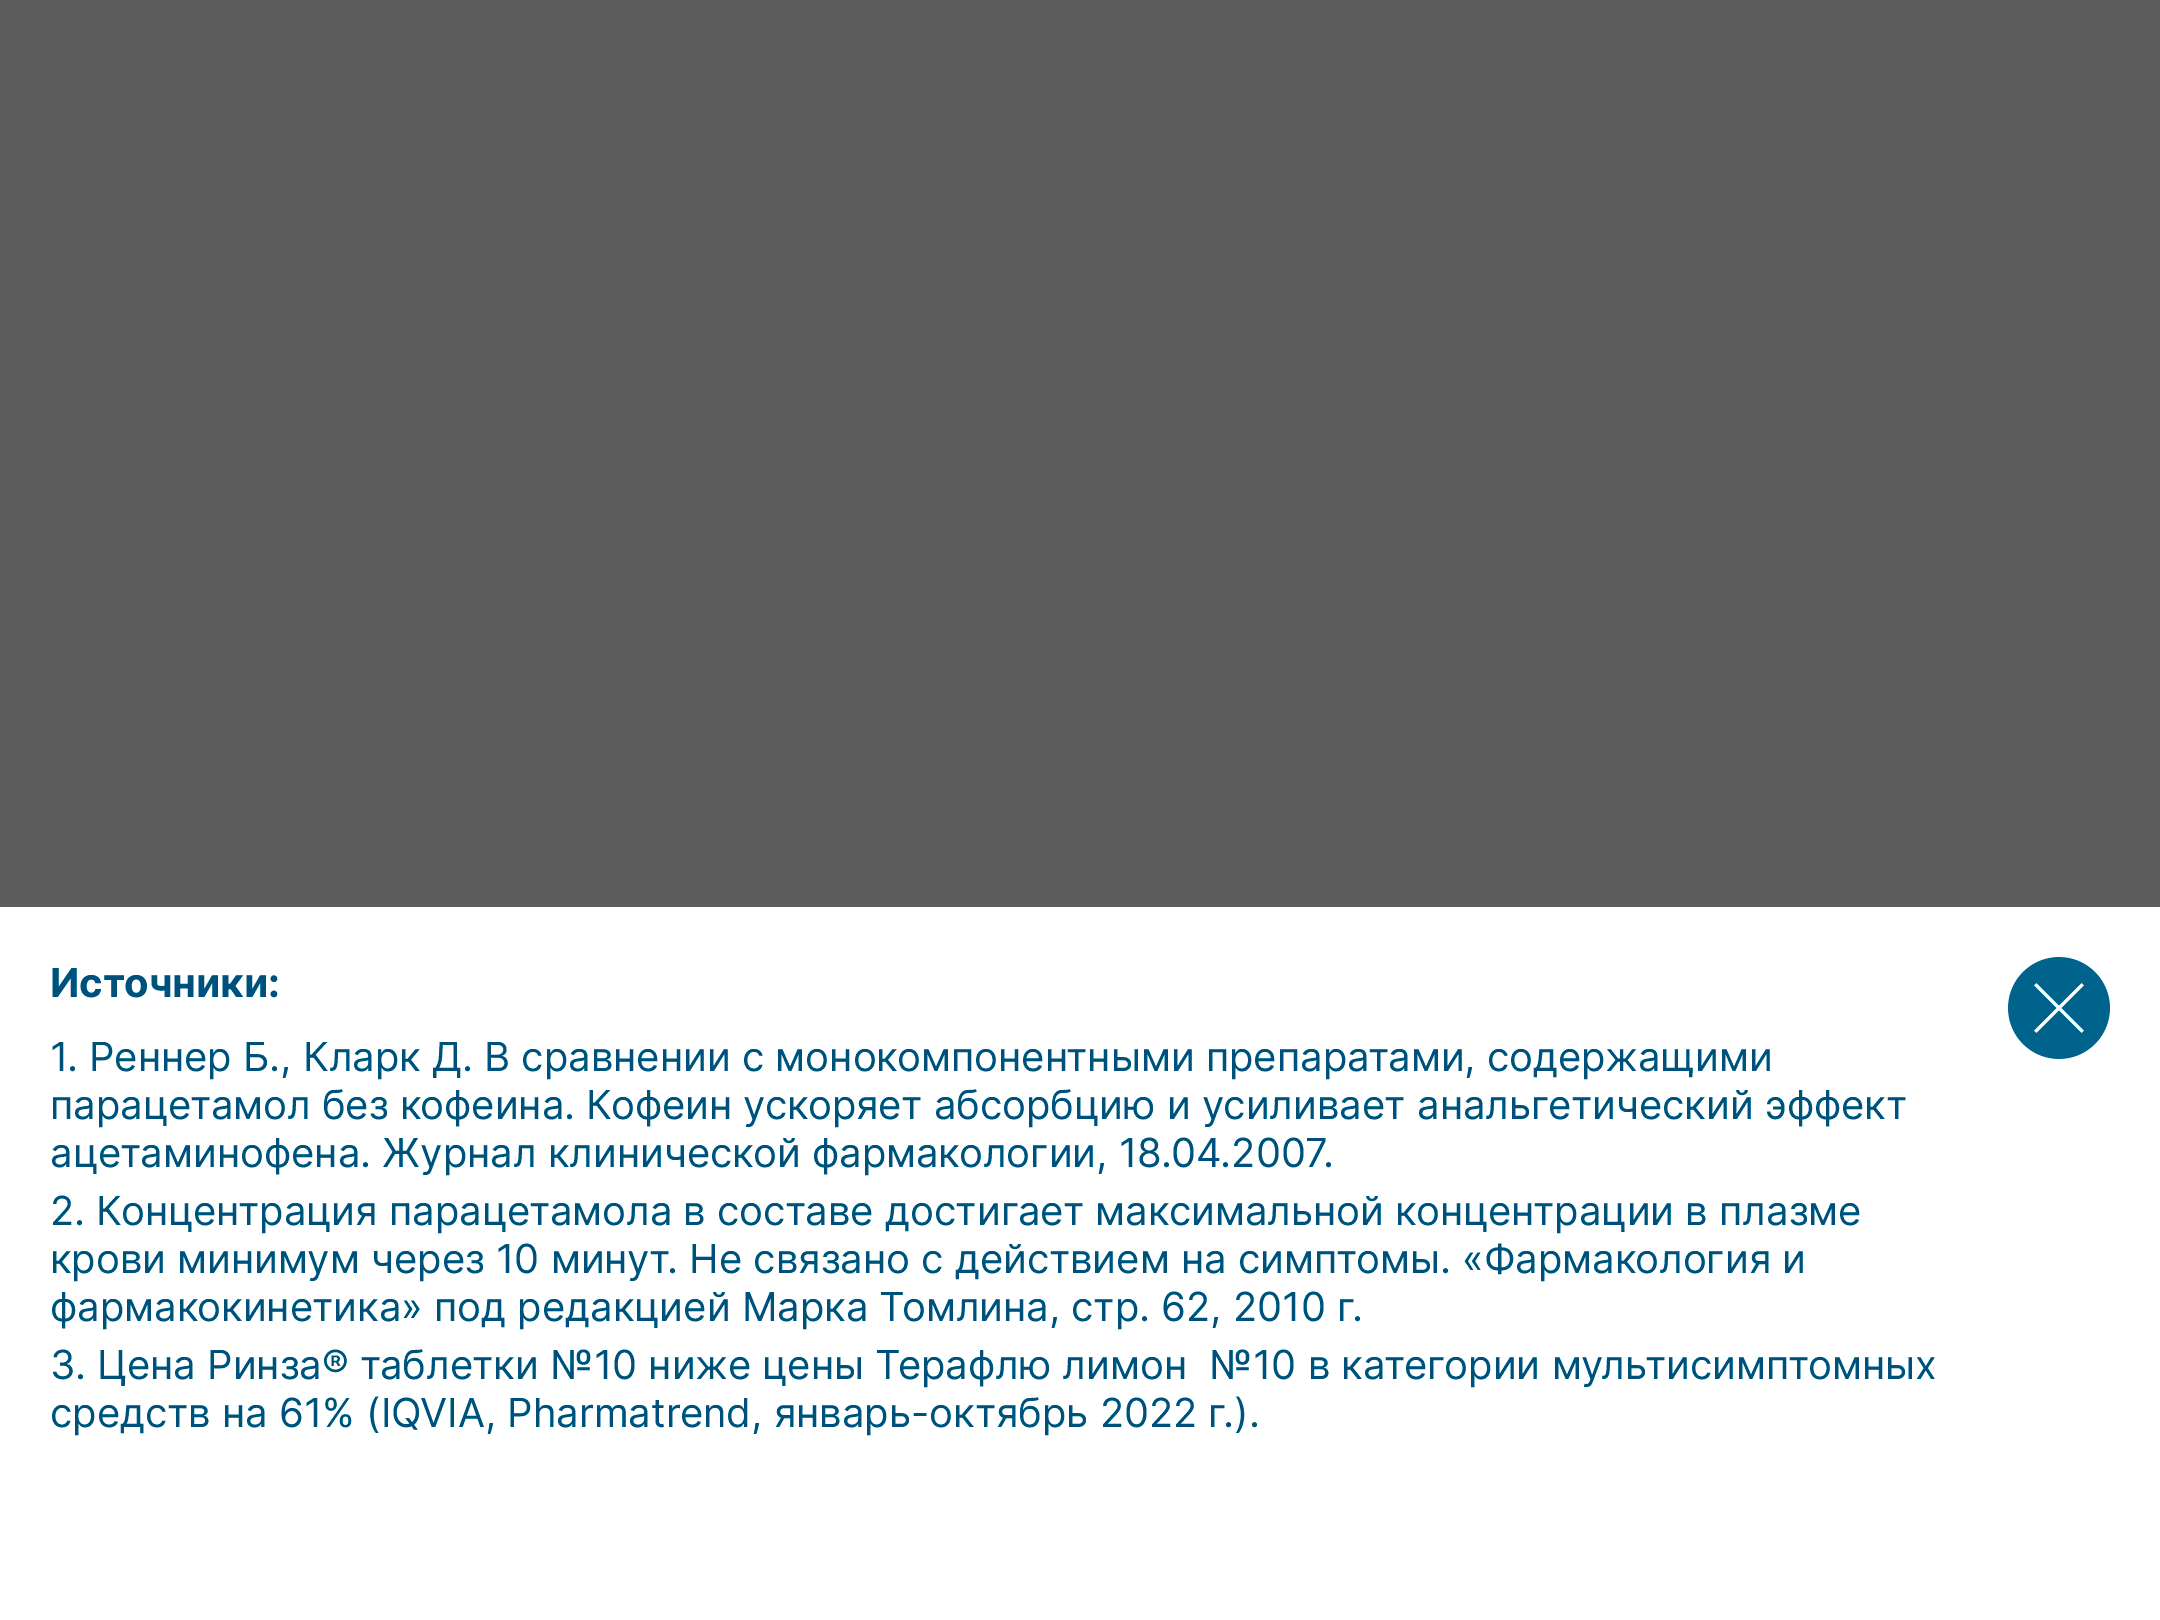 Источники:
1. Реннер Б., Кларк Д. В сравнении с монокомпонентными препаратами, содержащими
парацетамол без кофеина. Кофеин ускоряет абсорбцию и усиливает анальгетический эффект
ацетаминофена. Журнал клинической фармакологии, 18.04.2007.
2. Концентрация парацетамола в составе достигает максимальной концентрации в плазме
крови минимум через 10 минут. Не связано с действием на симптомы. «Фармакология и
фармакокинетика» под редакцией Марка Томлина, стр. 62, 2010 г.
3. Цена Ринза® таблетки №10 ниже цены Терафлю лимон  №10 в категории мультисимптомных
средств на 61% (IQVIA, Pharmatrend, январь-октябрь 2022 г.).